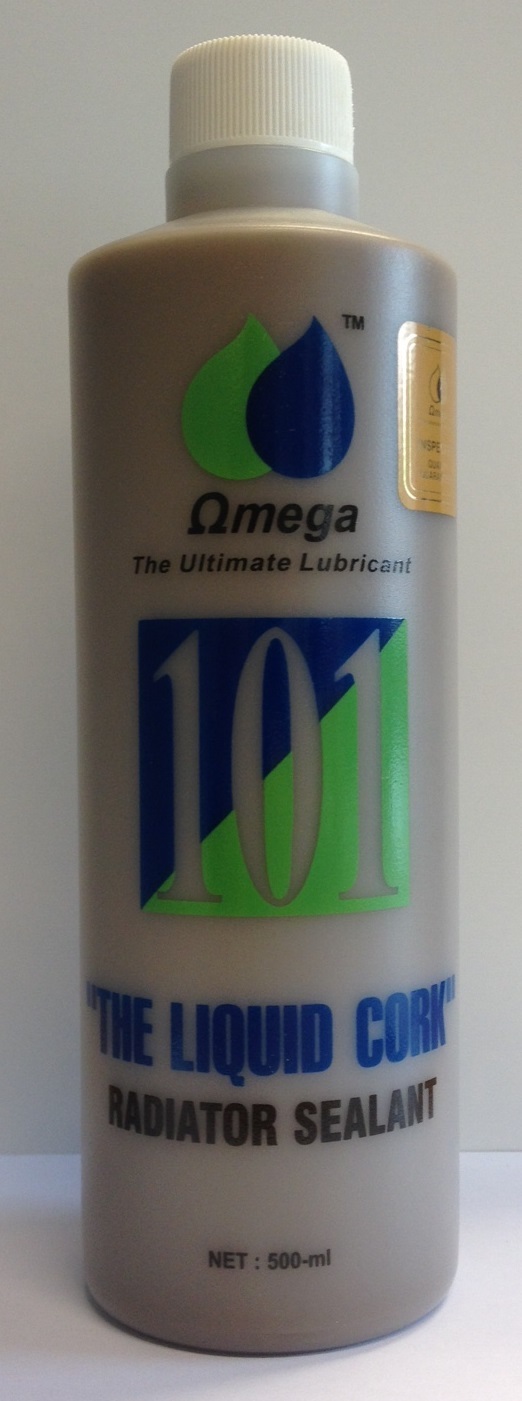 TM
Ωmega
The Ultimate Lubricant
101
"THE LIQUID CORK"
RADIATOR SEALANT
NET : 500-ml